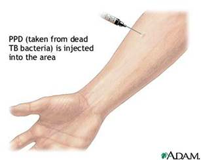 PPD (taken from dead
TB bacteria) is injected
into the area
ADAM.